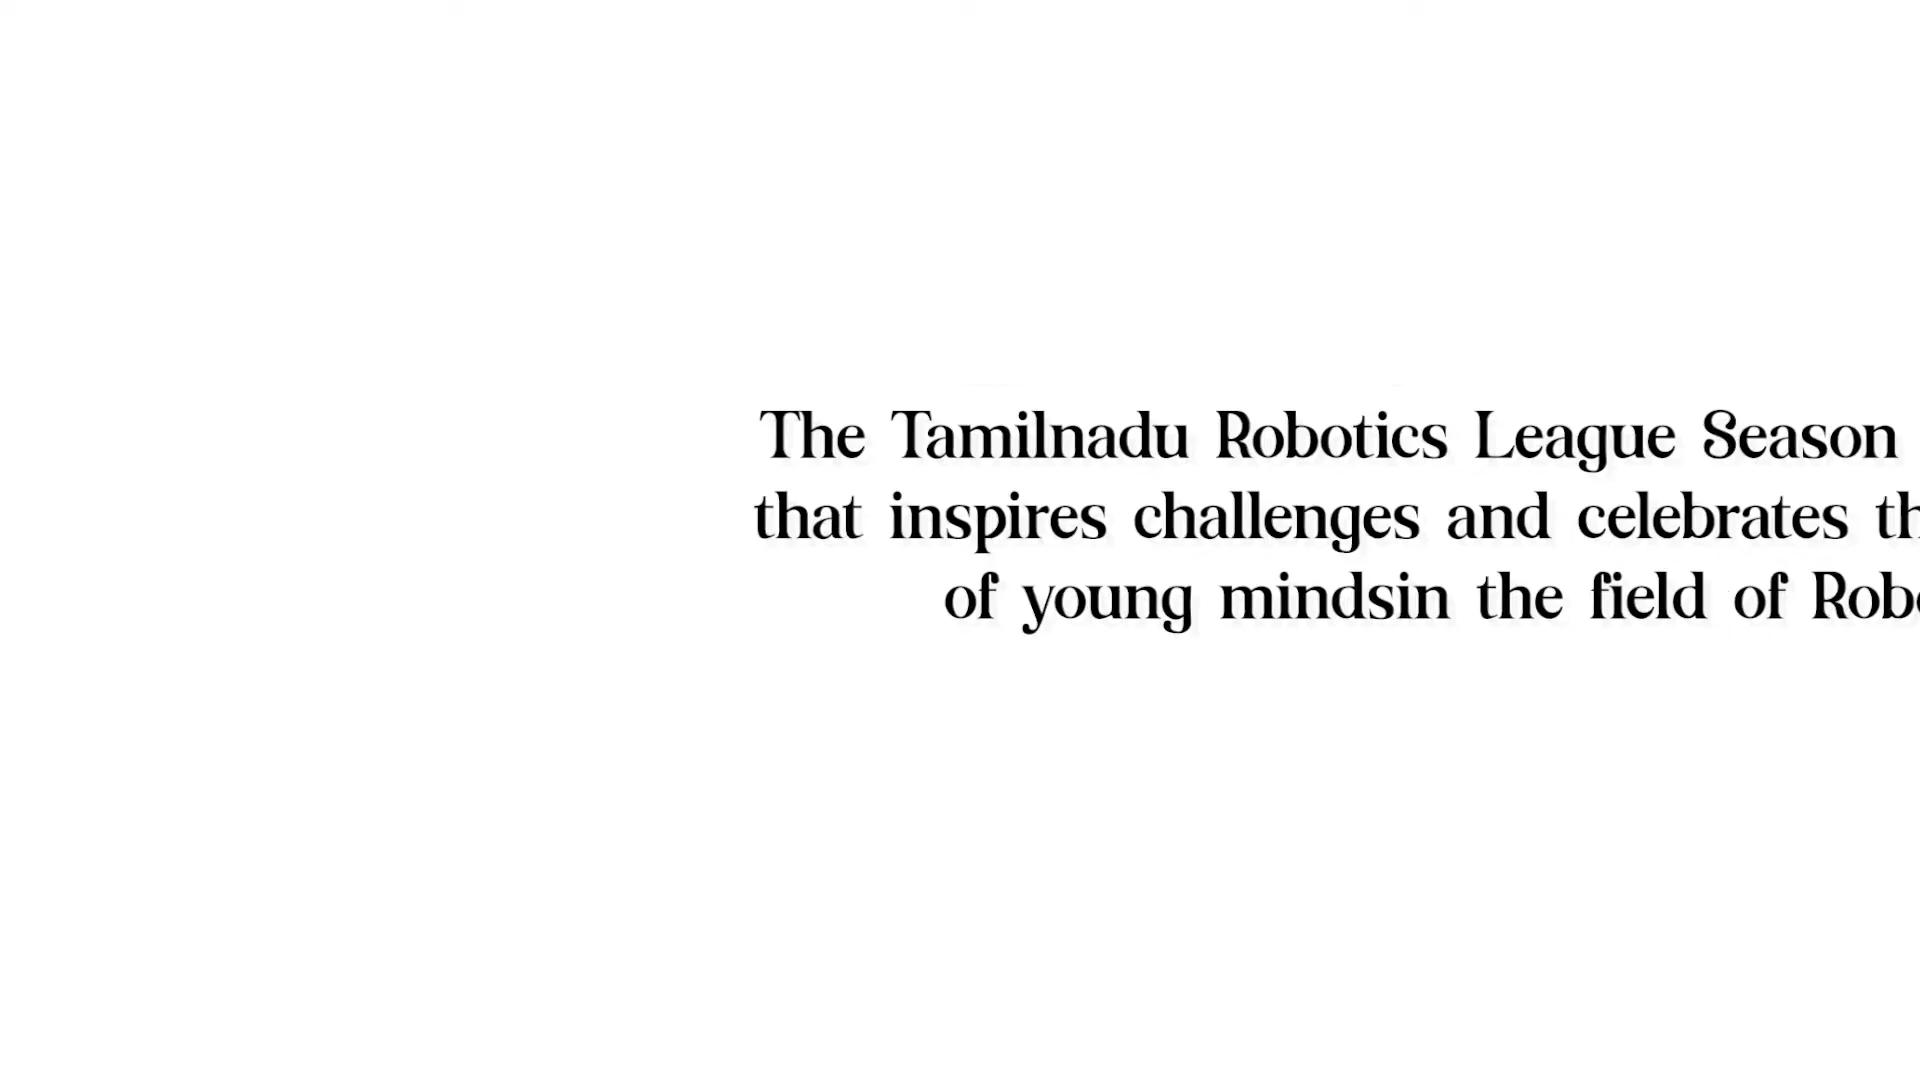 The Tamilnadu Robotics League Season
that inspires challenges and celebrates
of young mindsin the field of